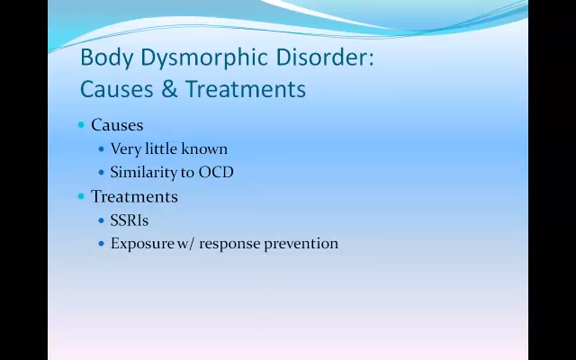 Body Dysmorphic Disorder:
Causes & Treatments
Causes
Very little known
Similarity to OCD
Treatments
SSRIs
Exposure w/ response prevention